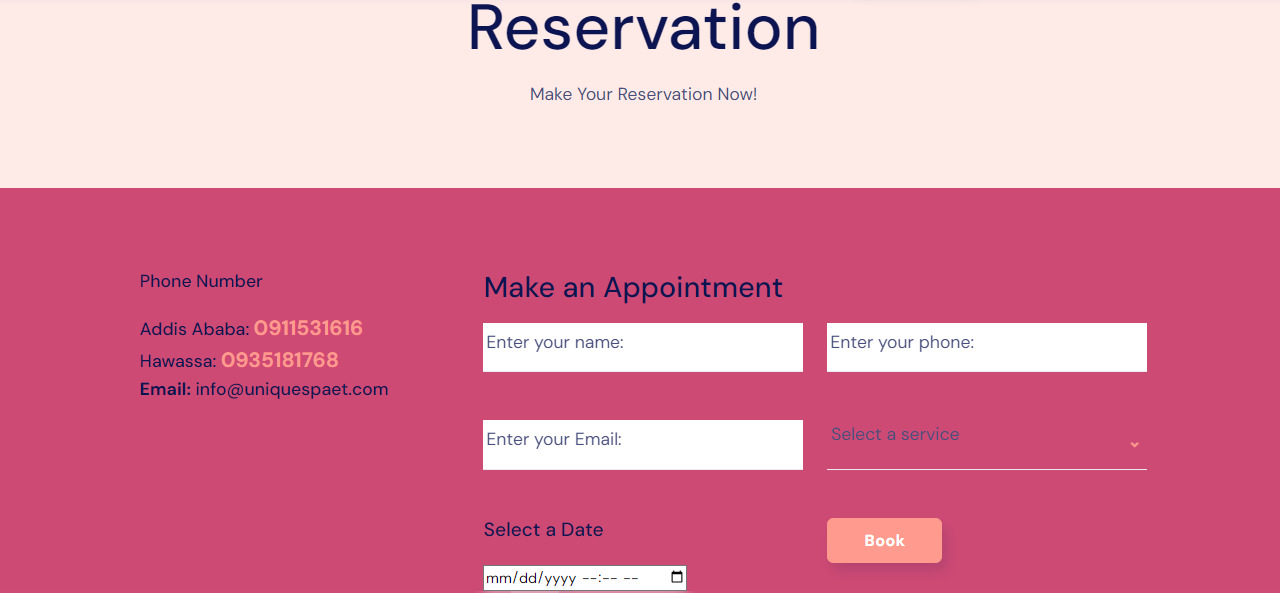 Reservation
Make Your Reservation Now!
Phone Number
Addis Ababa: 0911531616
Hawassa: 0935181768
Email: info@uniquespaet.com
Make an Appointment
Enter your name:
Enter your phone:
Enter your Email:
Select a service
Select a Date
mm/dd/yyyy --:-- --
Book